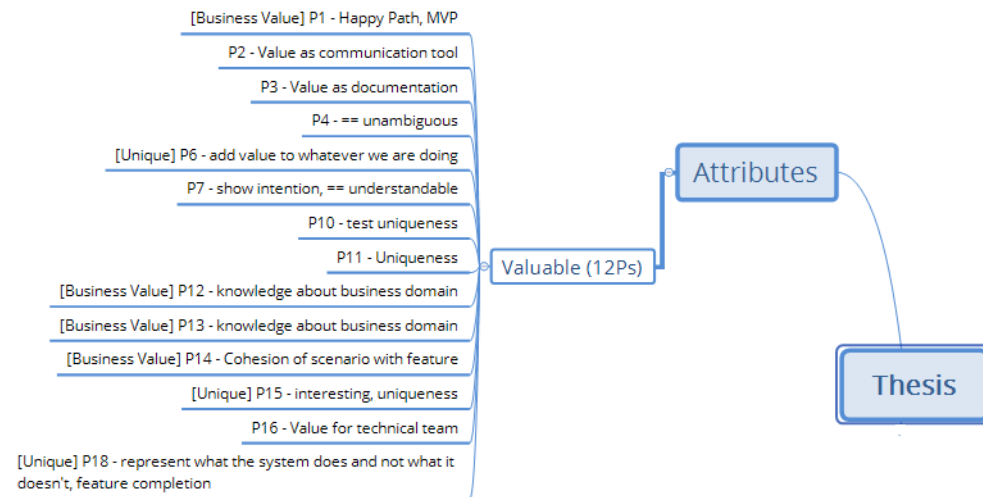 [Business Value] P1 - Happy Path, MVP
P2 - Value as communication tool
P3 - Value as documentation
P4 - == unambiguous
[Unique] P6 - add value to whatever we are doing
P7 - show intention, == understandable
P10 - test uniqueness
P11 - Uniqueness
[Business Value] P12 - knowledge about business domain
[Business Value] P13 - knowledge about business domain
[Business Value] P14 - Cohesion of scenario with feature
[Unique] P15 - interesting, uniqueness
P16 - Value for technical team
[Unique] P18 - represent what the system does and not what it
doesn't, feature completion
Valuable (12Ps)
Attributes
Thesis